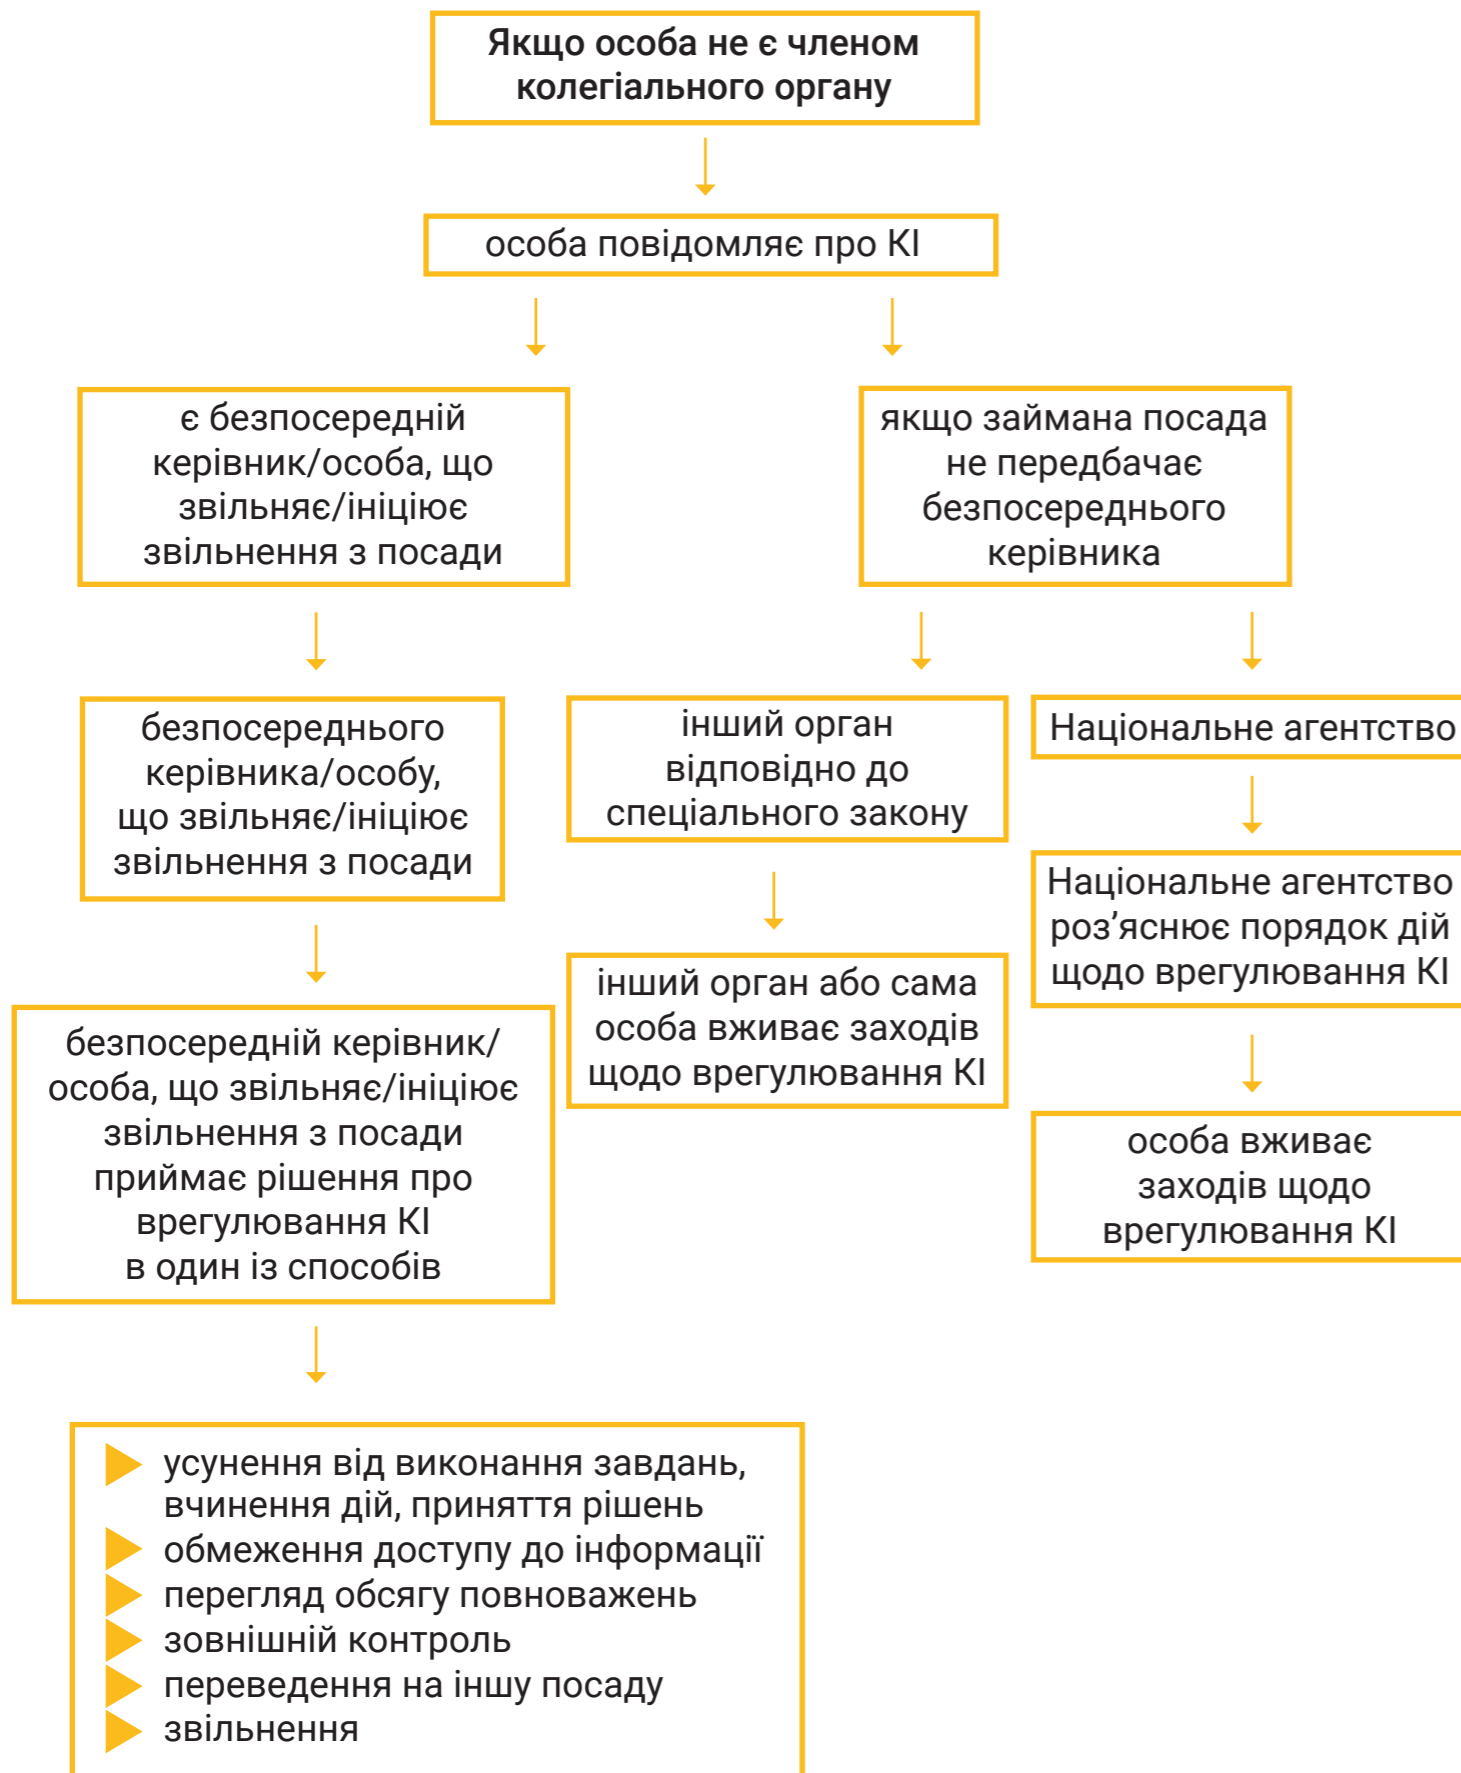 Якщо особа не є членом
колегіального органу
особа повідомляє про КІ
є безпосередній
керівник/особа, що
звільняє/ініціює
звільнення з посади
якщо займана посада
не передбачає
безпосереднього
керівника
безпосереднього
керівника/особу,
що звільняє/ініціює
звільнення з посади
інший орган
відповідно до
спеціального закону
Національне агентство
Національне агентство
роз’яснює порядок дій
щодо врегулювання КІ
інший орган або сама
особа вживає заходів
щодо врегулювання КІ
безпосередній керівник/
особа, що звільняє/ініціює
звільнення з посади
приймає рішення про
врегулювання КІ
в один із способів
особа вживає
заходів щодо
врегулювання КІ
усунення від виконання завдань,
вчинення дій, приняття рішень
обмеження доступу до інформації
перегляд обсягу повноважень
зовнішній контроль
переведення на іншу посаду
звільнення